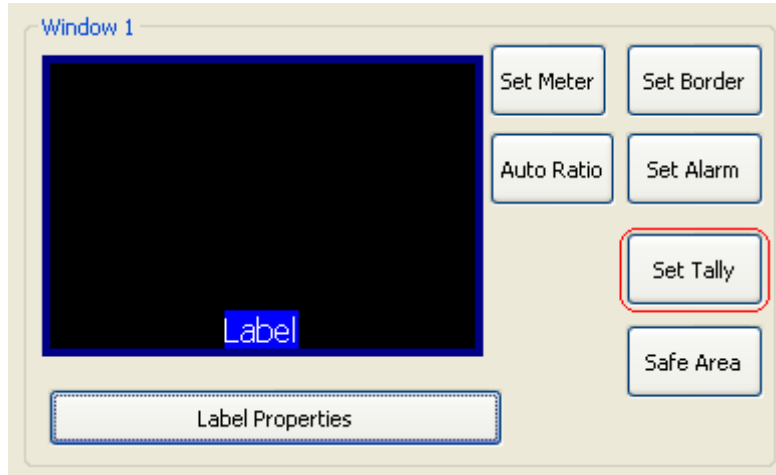 Window 1
Set Meter
Set Border
Auto Ratio
Set Alarm
Set Tally
Label
Safe Area
Label Properties